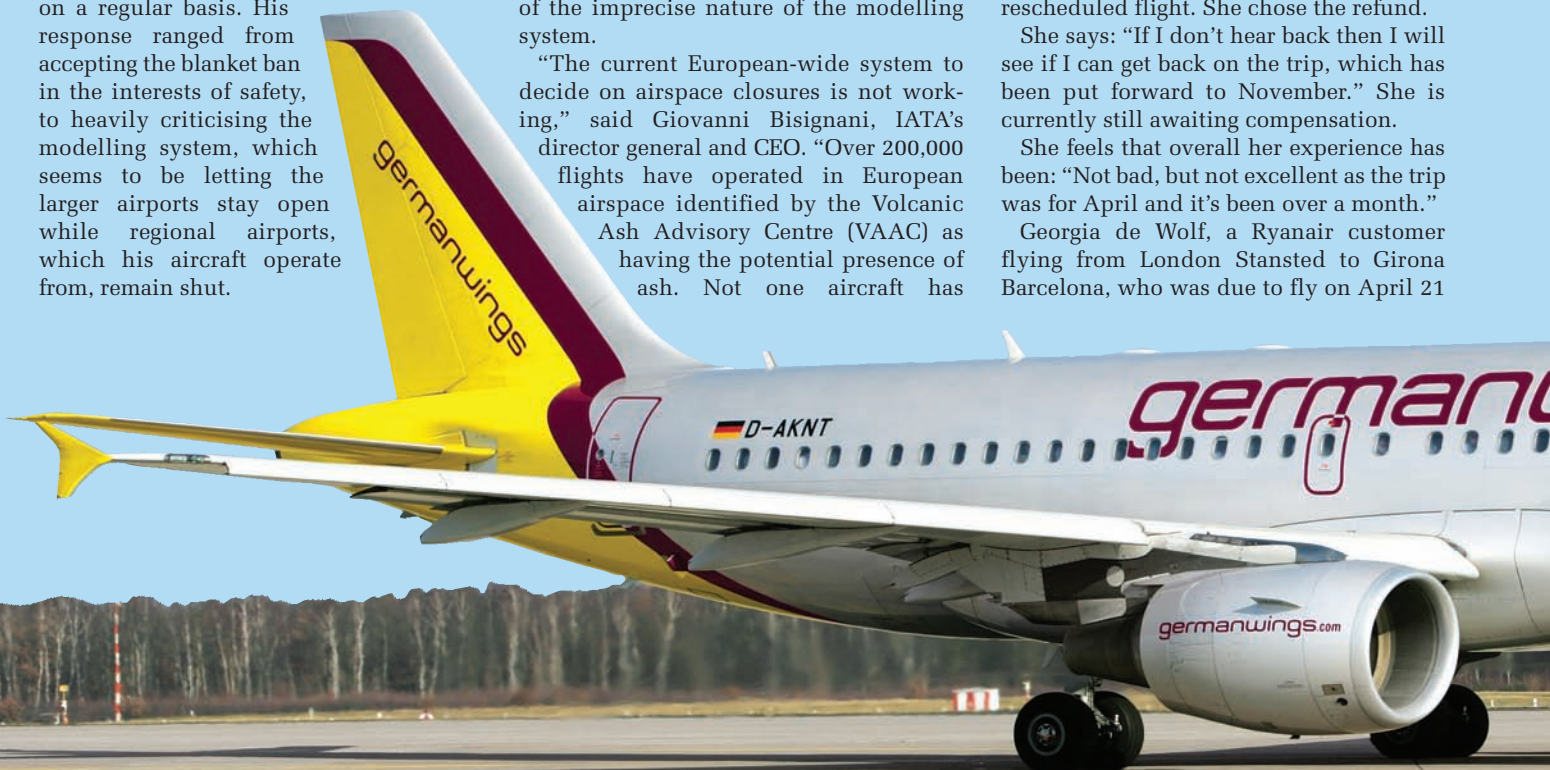 on a regular basis. His
response ranged from
accepting the blanket ban
in the interests of safety,
to heavily criticising the
modelling system, which
seems to be letting the
larger airports stay open
while regional airports,
which his aircraft operate
from, remain shut.
of the imprecise nature of the modelling
system.
“The current European-wide system to
decide on airspace closures is not work-
ing,” said Giovanni Bisignani, IATA’s
director general and CEO. “Over 200,000
flights have operated in European
airspace identified by the Volcanic
Ash Advisory Centre (VAAC) as
having the potential presence of
ash. Not one aircraft has
rescheduled flight. She chose the refund.
She says: “If I don’t hear back then I will
see if I can get back on the trip, which has
been put forward to November.” She is
currently still awaiting compensation.
She feels that overall her experience has
been: “Not bad, but not excellent as the trip
was for April and it’s been over a month.”
Georgia de Wolf, a Ryanair customer
flying from London Stansted to Girona
Barcelona, who was due to fly on April 21
germanwings
D-AKNT
german
germanwings.com